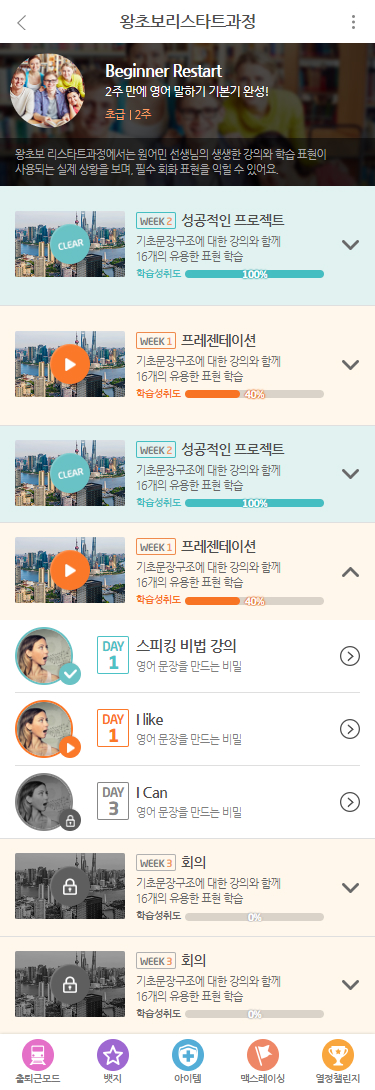 왕초보리스타트과정
Beginner Restart
2주 만에 영어 말하기 기본기 완성!
초급 | 2주
왕초보 리스타트과정에서는 원어민 선생님의 생생한 강의와 학습 표현이
사용되는 실제 상황을 보며, 필수 회화 표현을 익힐 수 있어요.
CLEAR
WEEK 2 성공적인 프로젝트
기초문장구조에 대한 강의와 함께
16개의 유용한 표현 학습
학습성취도 100%
WEEK 1 프레젠테이션
기초문장구조에 대한 강의와 함께
16개의 유용한 표현 학습
학습성취도 40%
CLEAR
WEEK 2 성공적인 프로젝트
기초문장구조에 대한 강의와 함께
16개의 유용한 표현 학습
학습성취도 100%
WEEK 1 프레젠테이션
기초문장구조에 대한 강의와 함께
16개의 유용한 표현 학습
학습성취도 40%
DAY 1 스피킹 비법 강의
영어 문장을 만드는 비밀
DAY 1 I like
영어 문장을 만드는 비밀
DAY 3 I Can
영어 문장을 만드는 비밀
WEEK 3 회의
기초문장구조에 대한 강의와 함께
16개의 유용한 표현 학습
학습성취도 0%
WEEK 3 회의
기초문장구조에 대한 강의와 함께
16개의 유용한 표현 학습
학습성취도 0%
출퇴근모드 뱃지 아이템 맥스레이싱 열정챌린지